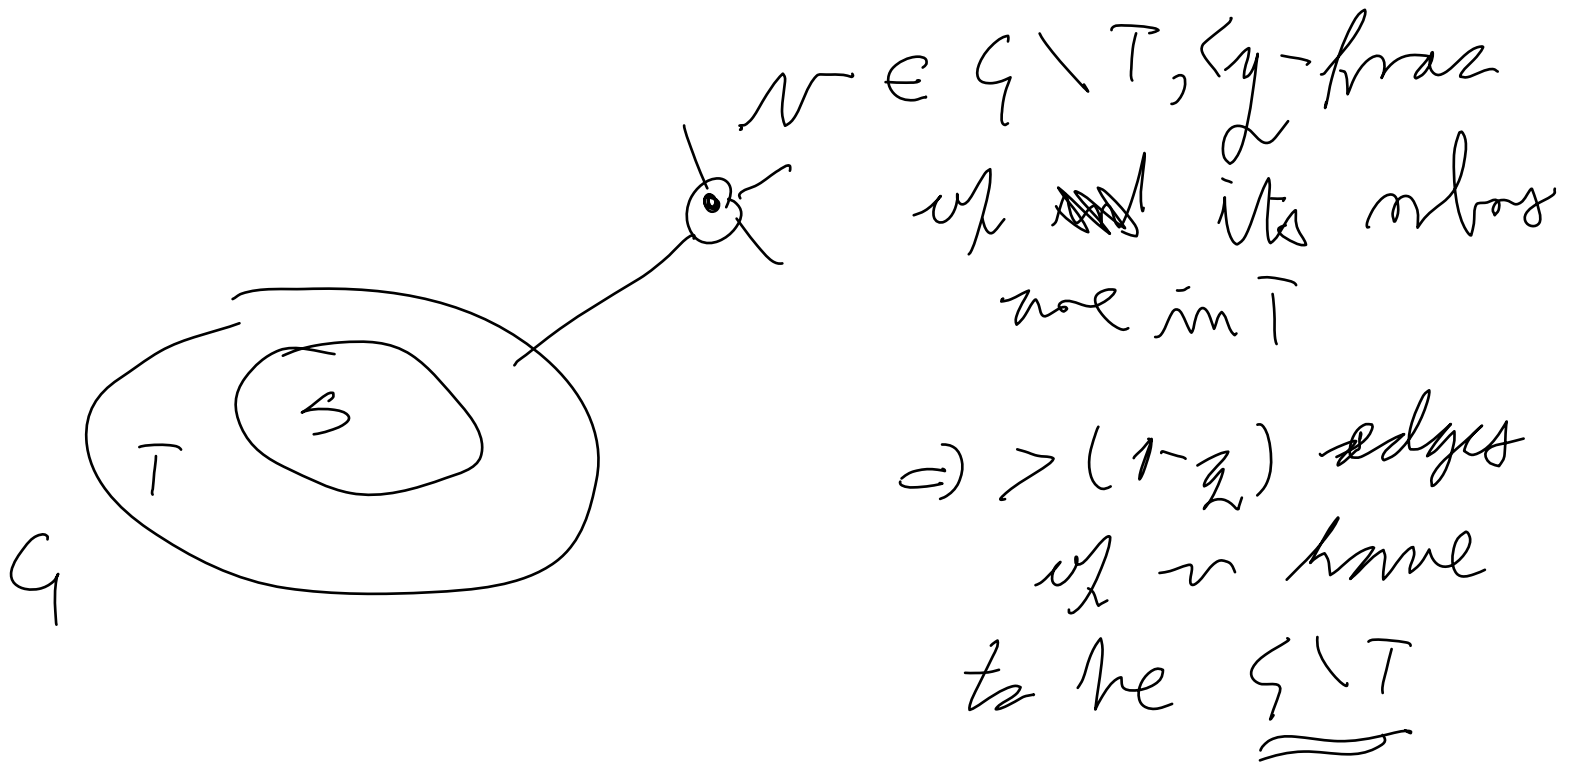 v ∈ G \ T, <q-frac
of its nbrs
are in T
S
T
⇒ > (1-q) edges
G
of v have
to be G\T